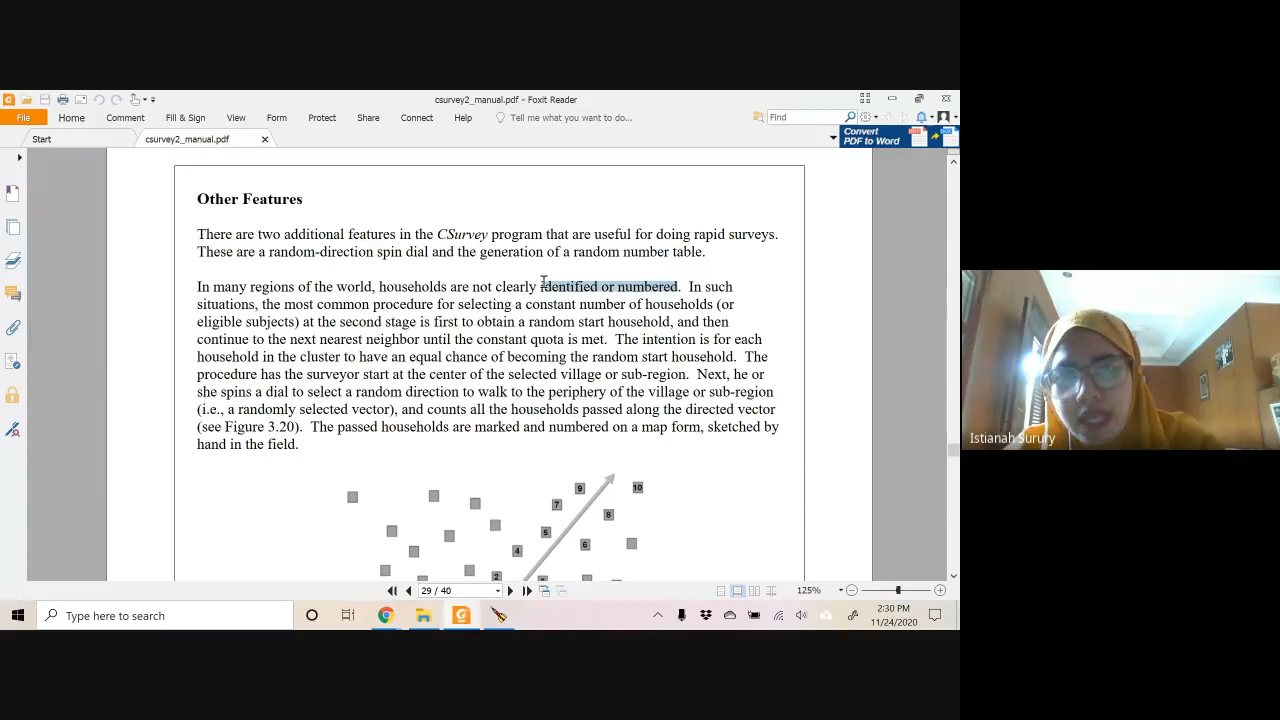 csurvey2_manual.pdf - Foxit Reader
File Home Comment Fill & Sign View Form Protect Share Connect Help Tell me what you want to do... Find
Start csurvey2_manual.pdf
Convert
PDF to Word
Other Features
There are two additional features in the CSurvey program that are useful for doing rapid surveys.
These are a random-direction spin dial and the generation of a random number table.
In many regions of the world, households are not clearly identified or numbered. In such
situations, the most common procedure for selecting a constant number of households (or
eligible subjects) at the second stage is first to obtain a random start household, and then
continue to the next nearest neighbor until the constant quota is met. The intention is for each
household in the cluster to have an equal chance of becoming the random start household. The
procedure has the surveyor start at the center of the selected village or sub-region. Next, he or
she spins a dial to select a random direction to walk to the periphery of the village or sub-region
(i.e., a randomly selected vector), and counts all the households passed along the directed vector
(see Figure 3.20). The passed households are marked and numbered on a map form, sketched by
hand in the field.
9 10
7
8
5
6
4
2
29 / 40
125%
Type here to search
2:30 PM
11/24/2020
Istianah Surury